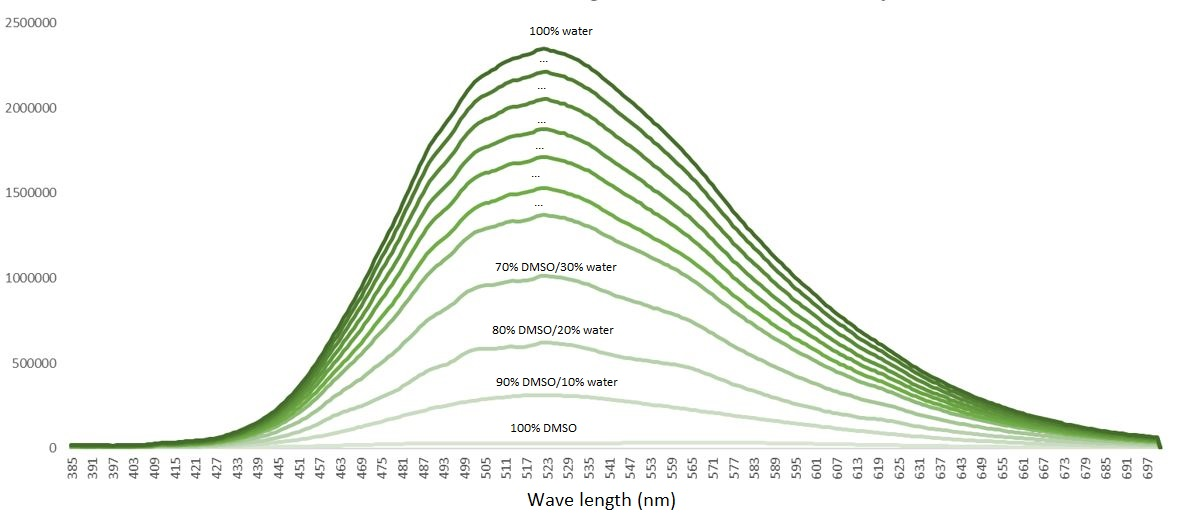 2500000
100% water
...
...
2000000
...
...
...
1500000
...
70% DMSO/30% water
1000000
80% DMSO/20% water
500000
90% DMSO/10% water
100% DMSO
0
385 391 397 403 409 415 421 427 433 439 445 451 457 463 469 475 481 487 493 499 505 511 517 523 529 535 541 547 553 559 565 571 577 583 589 595 601 607 613 619 625 631 637 643 649 655 661 667 673 679 685 691 697
Wave length (nm)